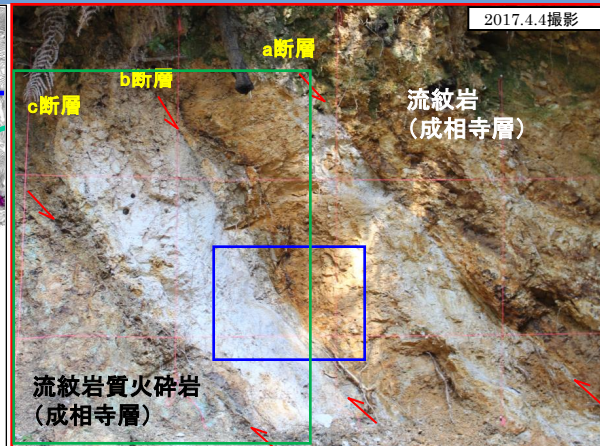 2017.4.4撮影
a断層
b断層
c断層
流紋岩
(成相寺層)
流紋岩質火砕岩
(成相寺層)